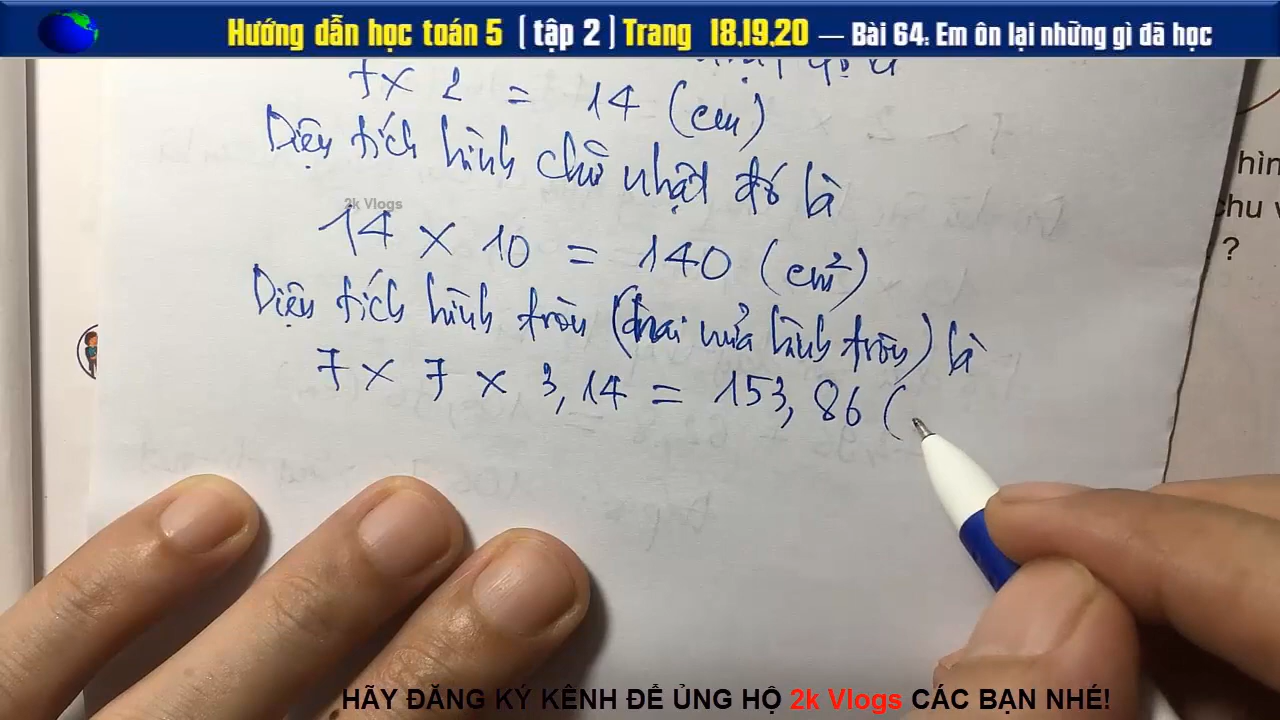 Hướng dẫn học toán 5 ( tập 2 ) Trang 18,19,20 — Bài 64: Em ôn lại những gì đã học
7 x 2 = 14 (cm)
Diện tích hình chữ nhật đó là
2k Vlogs
14 x 10 = 140 (cm²)
Diện tích hình tròn (hai nửa hình tròn) là
7 x 7 x 3,14 = 153,86 (
hìn
chu v
?
HÃY ĐĂNG KÝ KÊNH ĐỂ ỦNG HỘ 2k Vlogs CÁC BẠN NHÉ!